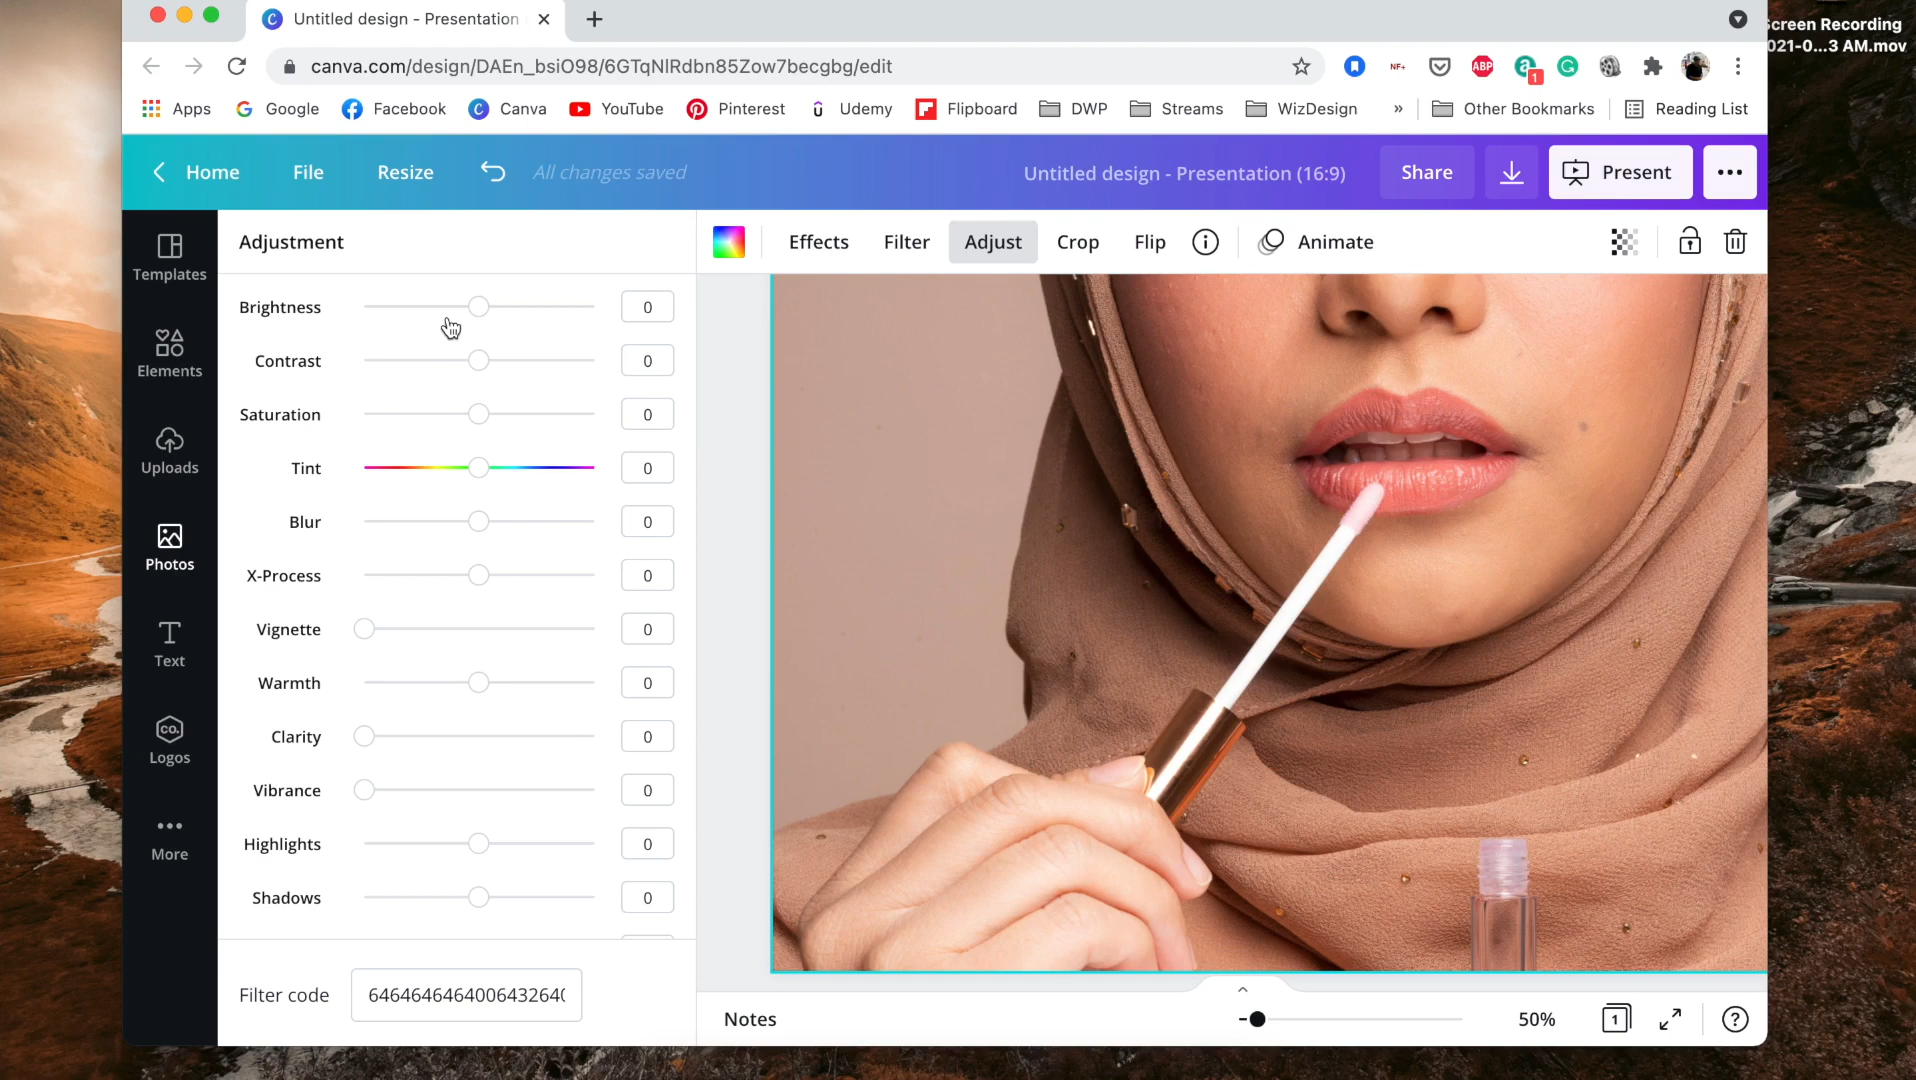 Untitled design - Presentation
Screen Recording
021-0...3 AM.mov
canva.com/design/DAEn_bsiO98/6GTqNlRdbn85Zow7becgbg/edit
NF+
ABP
1
Apps
Google
Facebook
Canva
YouTube
Pinterest
Udemy
Flipboard
DWP
Streams
WizDesign
»
Other Bookmarks
Reading List
Home
File
Resize
All changes saved
Untitled design - Presentation (16:9)
Share
Present
Templates
Elements
Uploads
Photos
Text
CO.
Logos
More
Adjustment
Effects
Filter
Adjust
Crop
Flip
Animate
Brightness 0
Contrast 0
Saturation 0
Tint 0
Blur 0
X-Process 0
Vignette 0
Warmth 0
Clarity 0
Vibrance 0
Highlights 0
Shadows 0
Filter code
Notes
50%
1
?